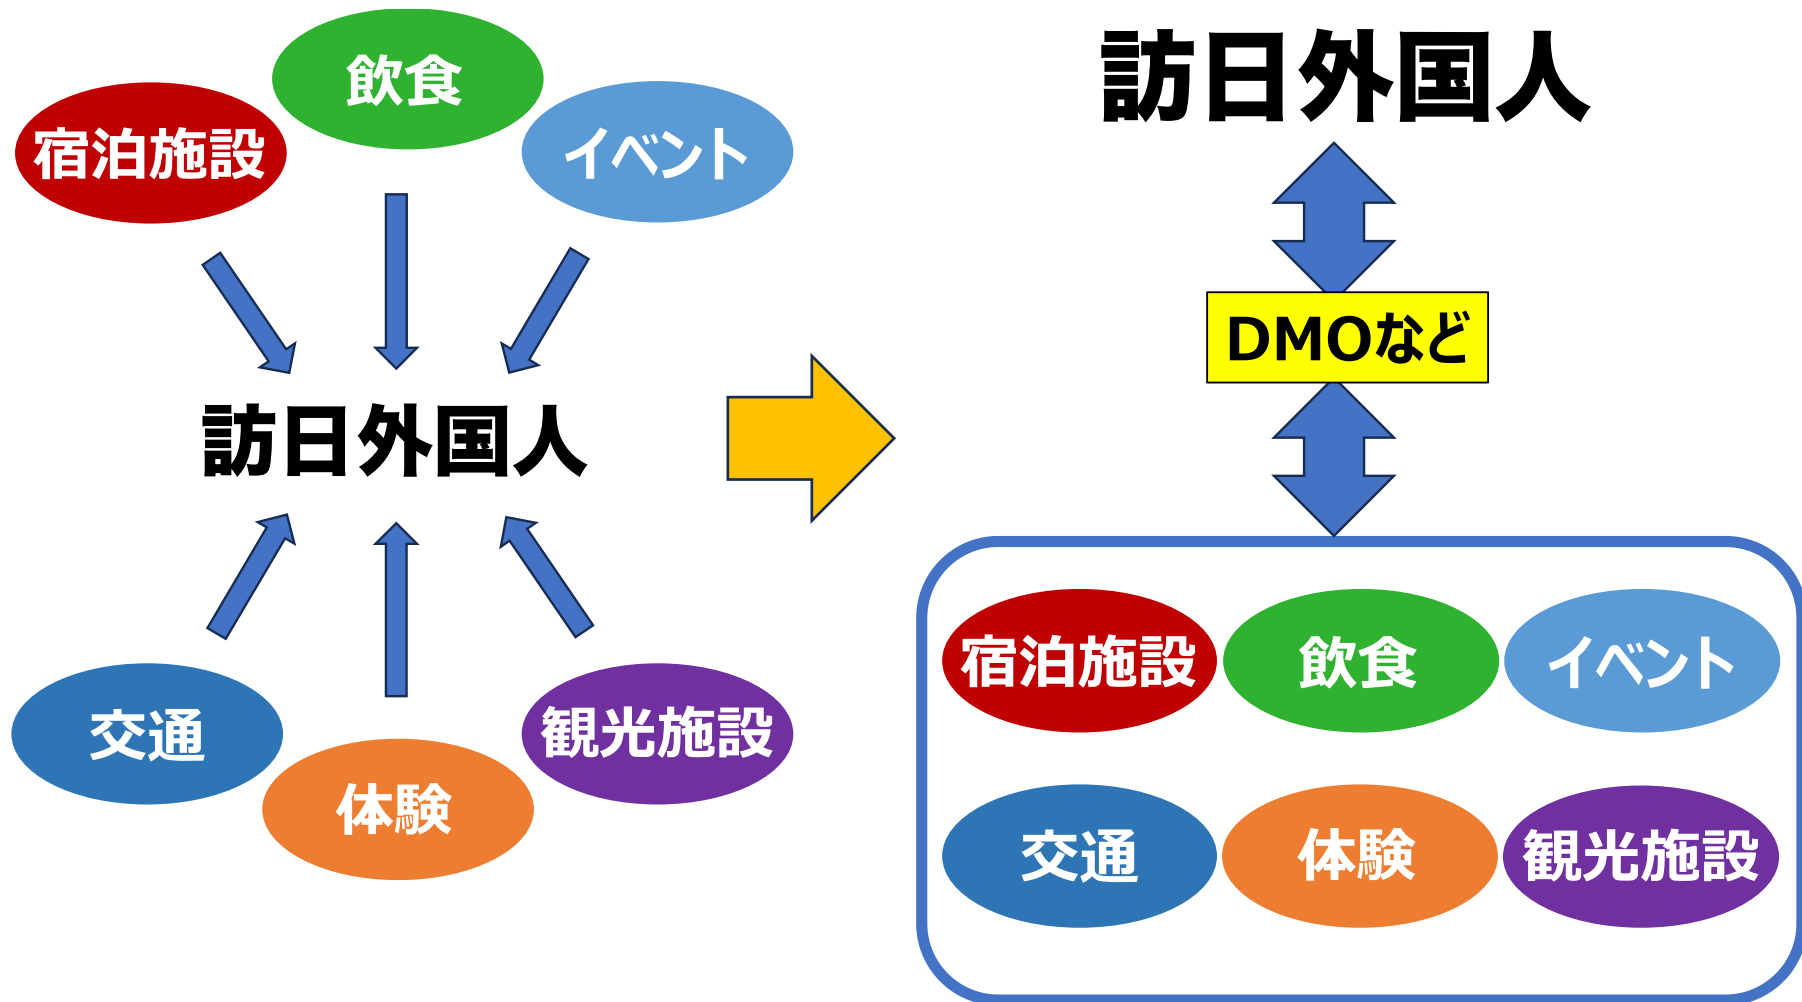 飲食
宿泊施設
イベント
訪日外国人
交通
体験
観光施設
訪日外国人
DMOなど
宿泊施設
飲食
イベント
交通
体験
観光施設